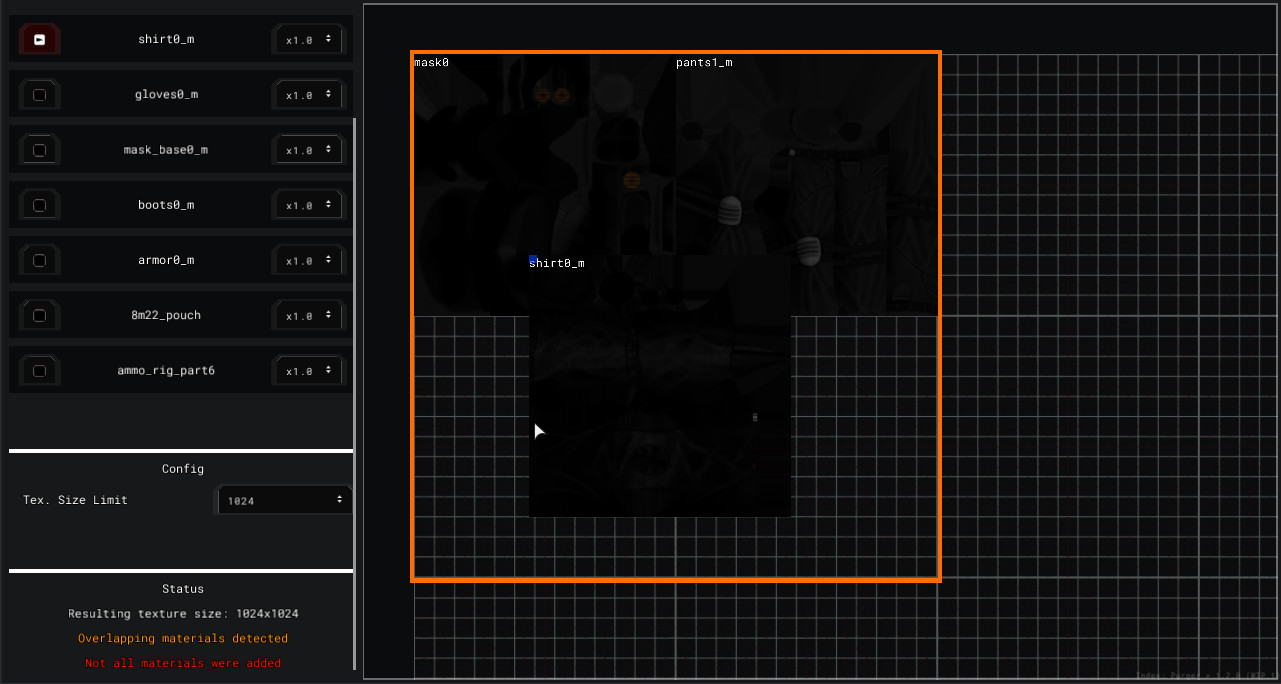 shirt0_m x1.0
gloves0_m x1.0
mask_base0_m x1.0
boots0_m x1.0
armor0_m x1.0
8m22_pouch x1.0
ammo_rig_part6 x1.0
Config
Tex. Size Limit 1024
Status
Resulting texture size: 1024x1024
Overlapping materials detected
Not all materials were added
mask0 pants1_m
shirt0_m